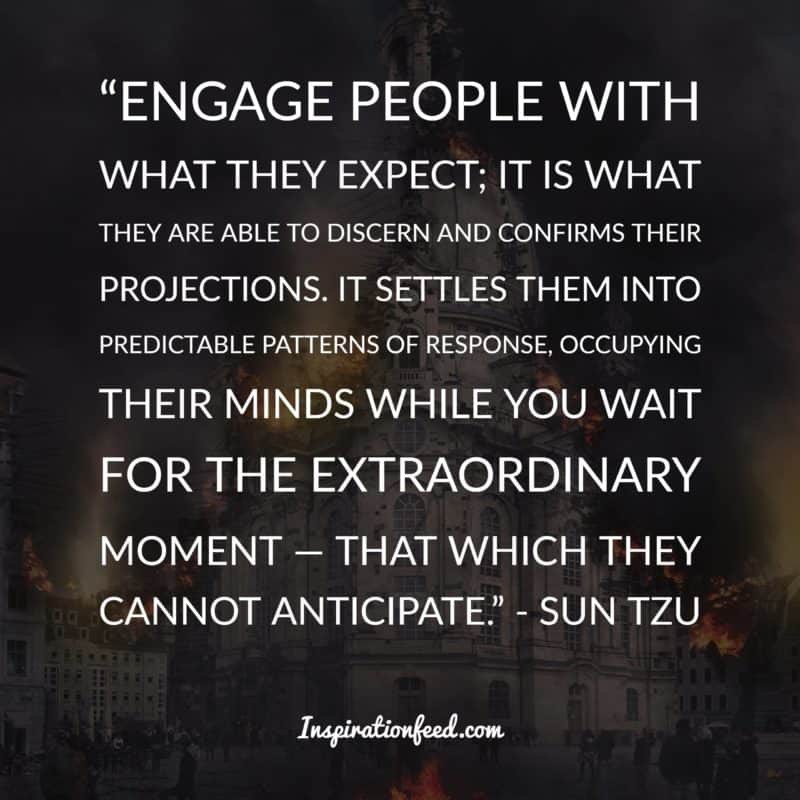 “ENGAGE PEOPLE WITH
WHAT THEY EXPECT; IT IS WHAT
THEY ARE ABLE TO DISCERN AND CONFIRMS THEIR
PROJECTIONS. IT SETTLES THEM INTO
PREDICTABLE PATTERNS OF RESPONSE, OCCUPYING
THEIR MINDS WHILE YOU WAIT
FOR THE EXTRAORDINARY
MOMENT — THAT WHICH THEY
CANNOT ANTICIPATE.” - SUN TZU
Inspirationfeed.com